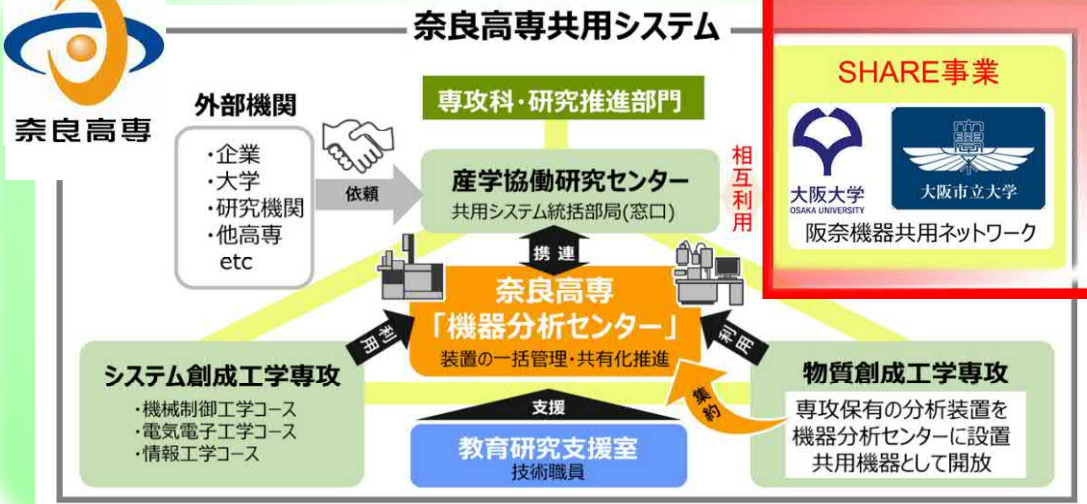 奈良高専共用システム
奈良高専
外部機関
・企業
・大学
・研究機関
・他高専
etc
依頼
専攻科・研究推進部門
産学協働研究センター
共用システム統括部局(窓口)
相互利用
SHARE事業
大阪大学
OSAKA UNIVERSITY
大阪市立大学
阪奈機器共用ネットワーク
携連
奈良高専
「機器分析センター」
装置の一括管理・共有化推進
利用
利用
システム創成工学専攻
・機械制御工学コース
・電気電子工学コース
・情報工学コース
支援
教育研究支援室
技術職員
集約
物質創成工学専攻
専攻保有の分析装置を
機器分析センターに設置
共用機器として開放